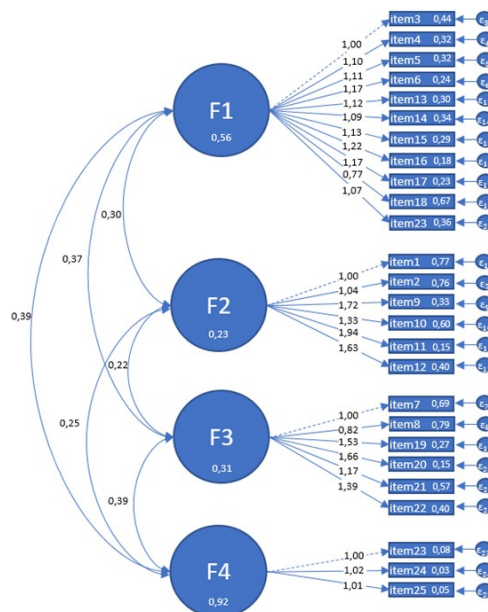 item3 0,44
item4 0,32
item5 0,32
item6 0,24
item13 0,30
item14 0,34
item15 0,29
item16 0,18
item17 0,23
item18 0,67
item23 0,36
1,00
1,10
1,11
1,17
1,12
1,09
1,13
1,22
1,17
0,77
1,07
F1
0,56
0,30
0,37
0,39
item1 0,77
item2 0,76
item9 0,33
item10 0,60
item11 0,15
item12 0,40
1,00
1,04
1,72
1,33
1,94
1,63
F2
0,23
0,22
0,25
item7 0,69
item8 0,79
item19 0,27
item20 0,15
item21 0,57
item22 0,40
1,00
0,82
1,53
1,66
1,17
1,39
F3
0,31
0,39
item23 0,08
item24 0,03
item25 0,05
1,00
1,02
1,01
F4
0,92